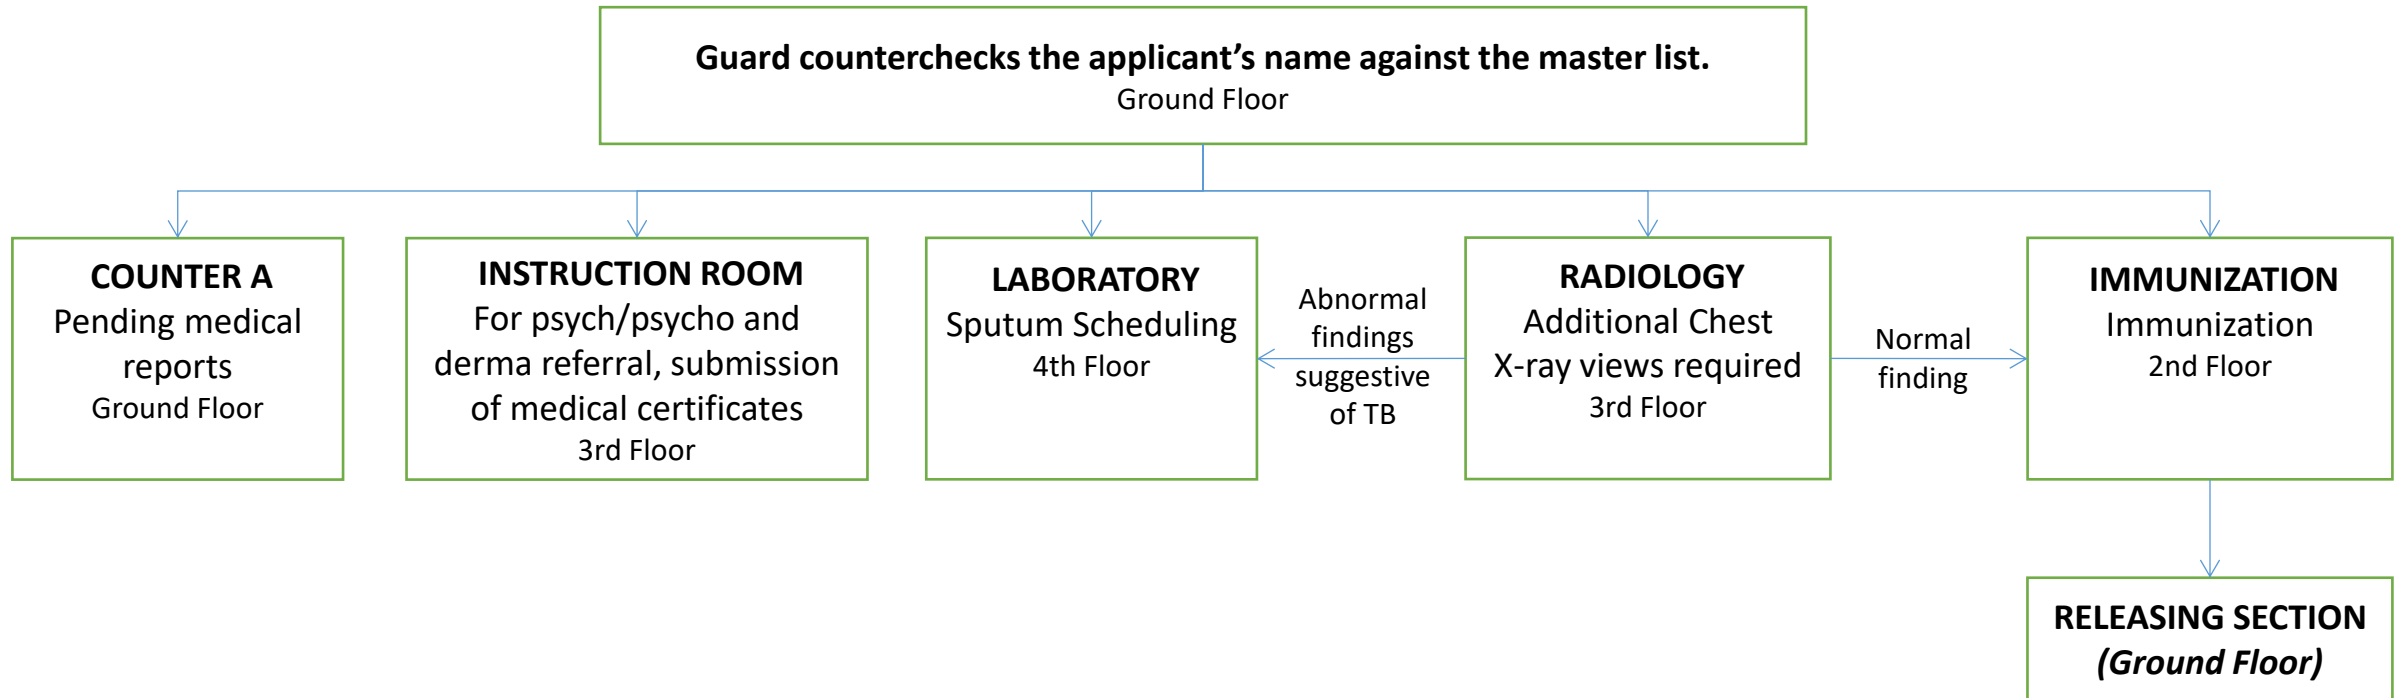 Guard counterchecks the applicant’s name against the master list.
Ground Floor
COUNTER A
Pending medical
reports
Ground Floor
INSTRUCTION ROOM
For psych/psycho and
derma referral, submission
of medical certificates
3rd Floor
LABORATORY
Sputum Scheduling
4th Floor
Abnormal
findings
suggestive
of TB
RADIOLOGY
Additional Chest
X-ray views required
3rd Floor
Normal
finding
IMMUNIZATION
Immunization
2nd Floor
RELEASING SECTION
(Ground Floor)